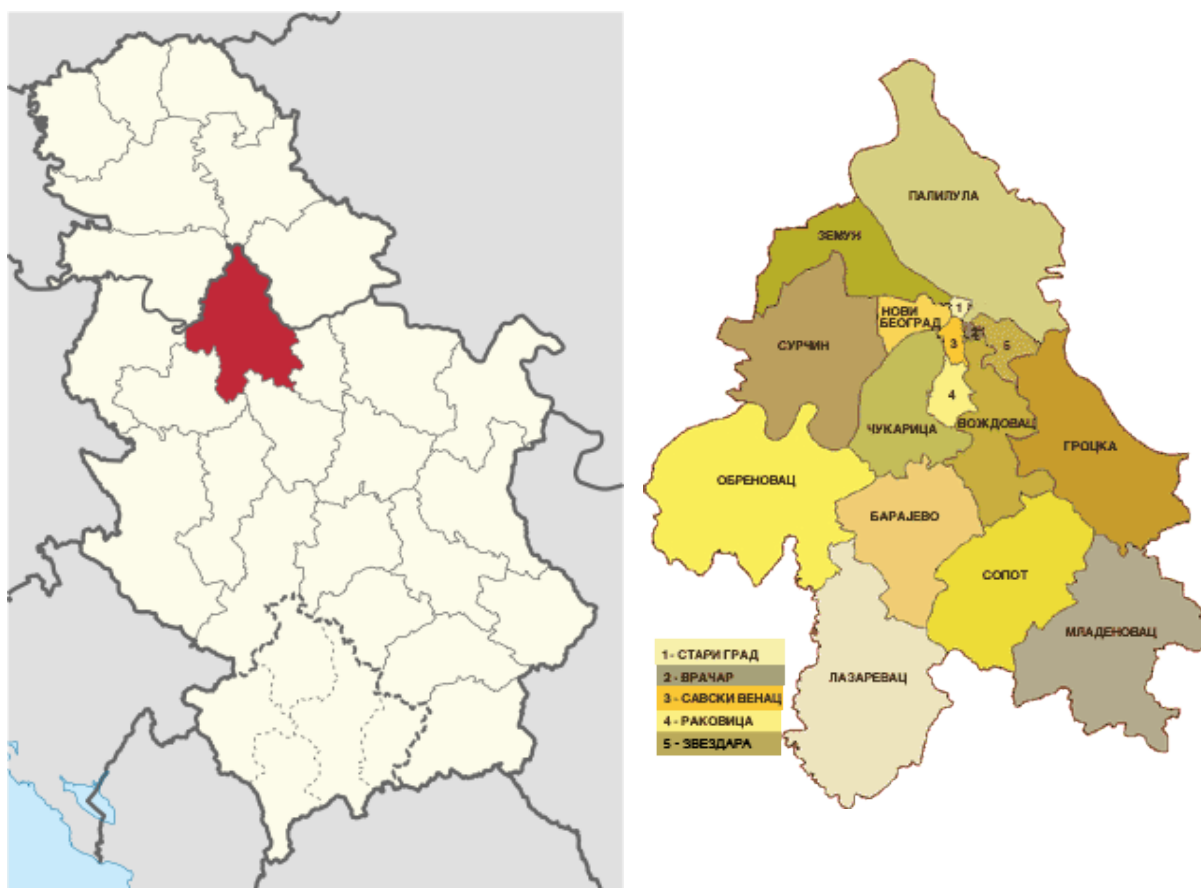 ПАЛИЛУЛА
ЗЕМУН
НОВИ
БЕОГРАД
1
2
3
5
СУРЧИН
4
ЧУКАРИЦА
ВОЖДОВАЦ
ГРОЦКА
ОБРЕНОВАЦ
БАРАЈЕВО
СОПОТ
МЛАДЕНОВАЦ
ЛАЗАРЕВАЦ
1 - СТАРИ ГРАД
2 - ВРАЧАР
3 - САВСКИ ВЕНАЦ
4 - РАКОВИЦА
5 - ЗВЕЗДАРА